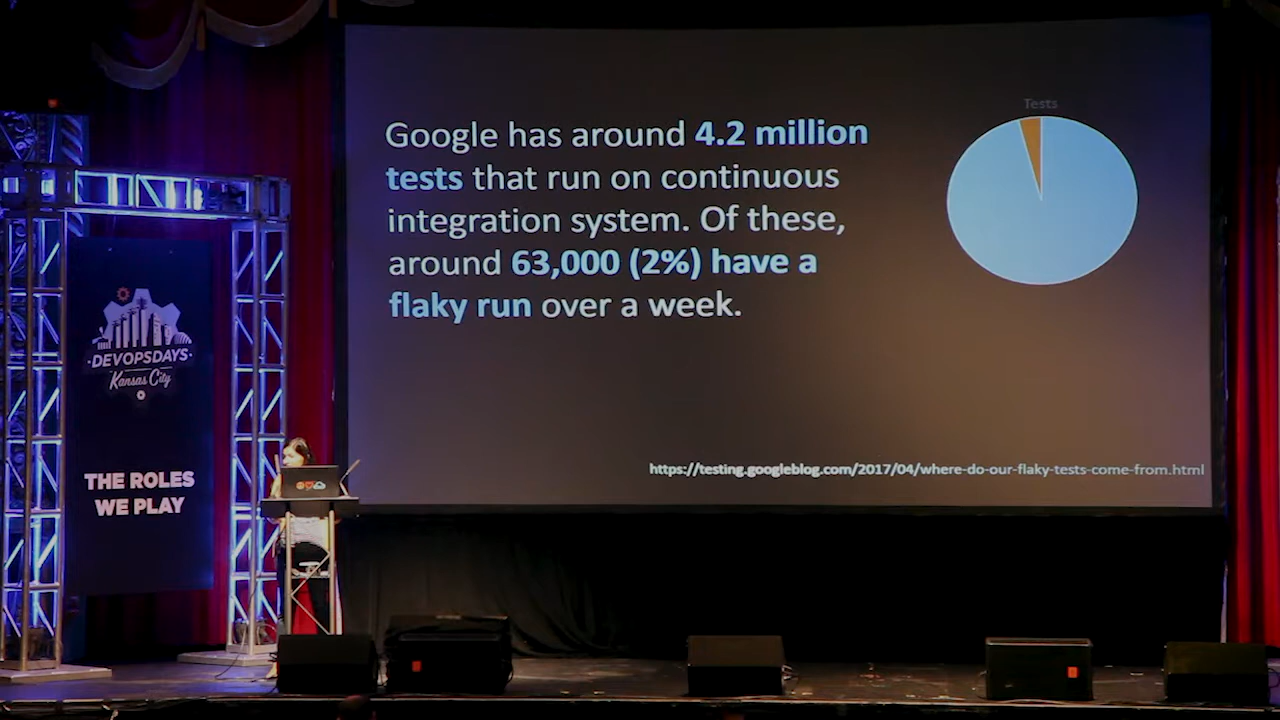 Tests
Google has around 4.2 million
tests that run on continuous
integration system. Of these,
around 63,000 (2%) have a
flaky run over a week.
https://testing.googleblog.com/2017/04/where-do-our-flaky-tests-come-from.html
·DEVOPSDAYS·
Kansas City
THE ROLES
WE PLAY